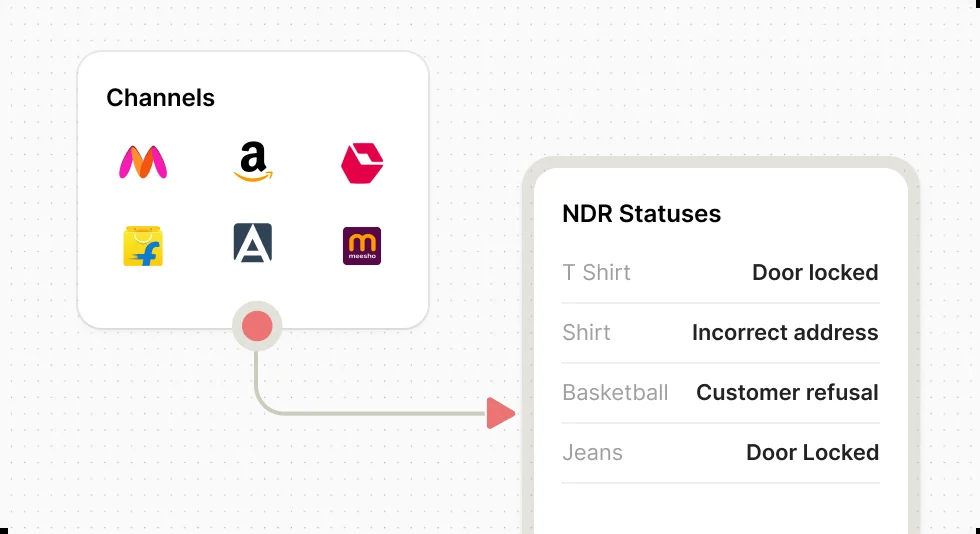 Channels
a
A
meesho
NDR Statuses
T Shirt Door locked
Shirt Incorrect address
Basketball Customer refusal
Jeans Door Locked